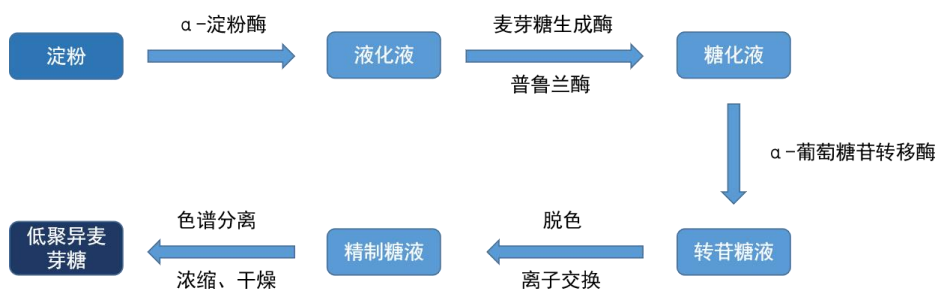 淀粉
α-淀粉酶
液化液
麦芽糖生成酶
普鲁兰酶
糖化液
α-葡萄糖苷转移酶
转苷糖液
脱色
离子交换
精制糖液
色谱分离
浓缩、干燥
低聚异麦
芽糖